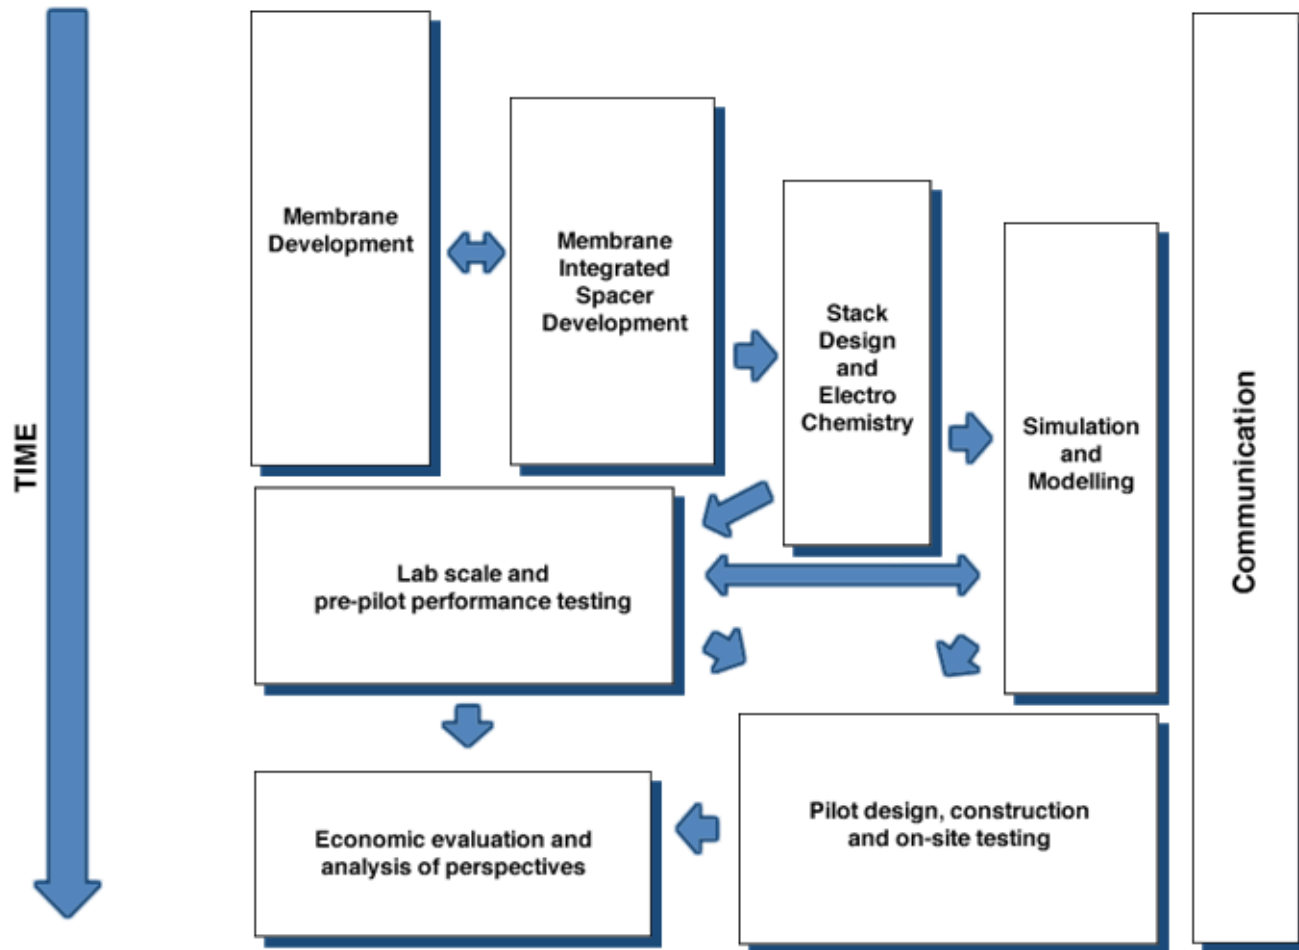 TIME
Membrane
Development
Membrane
Integrated
Spacer
Development
Stack
Design
and
Electro
Chemistry
Simulation
and
Modelling
Communication
Lab scale and
pre-pilot performance testing
Economic evaluation and
analysis of perspectives
Pilot design, construction
and on-site testing